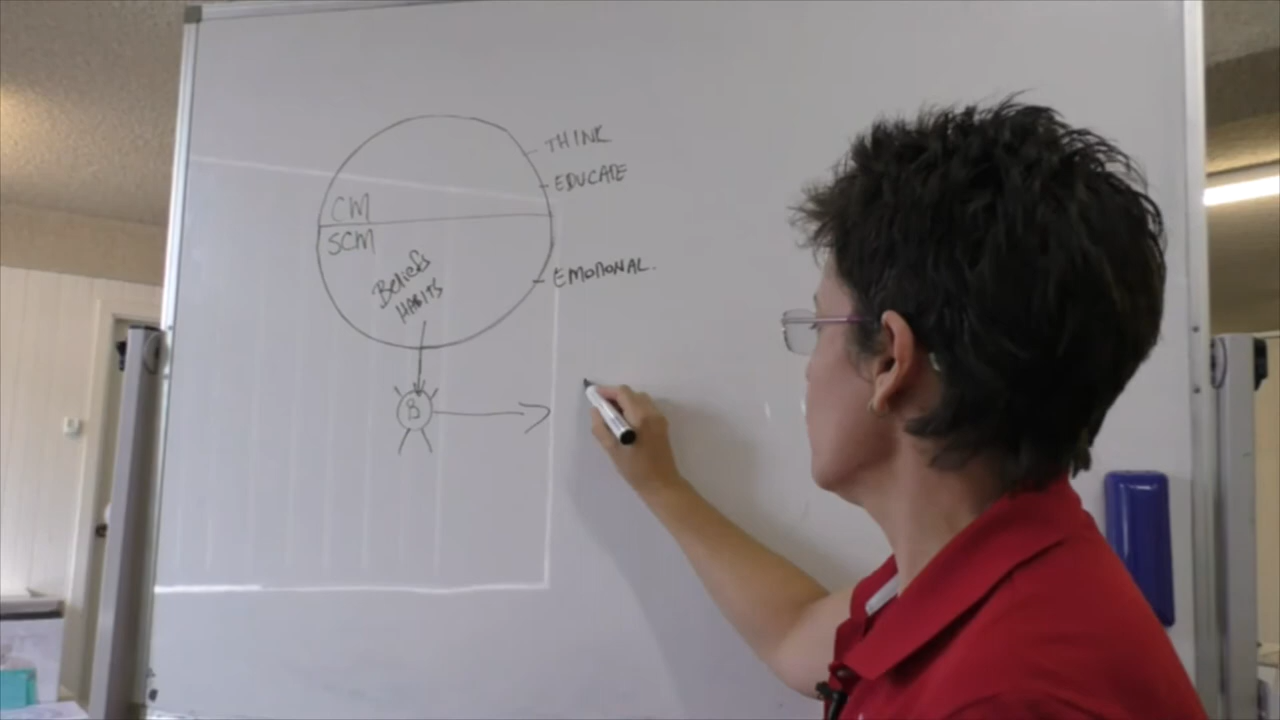 THINK
EDUCATE
CM
SCM
Beliefs
HABITS
EMOTIONAL.
B